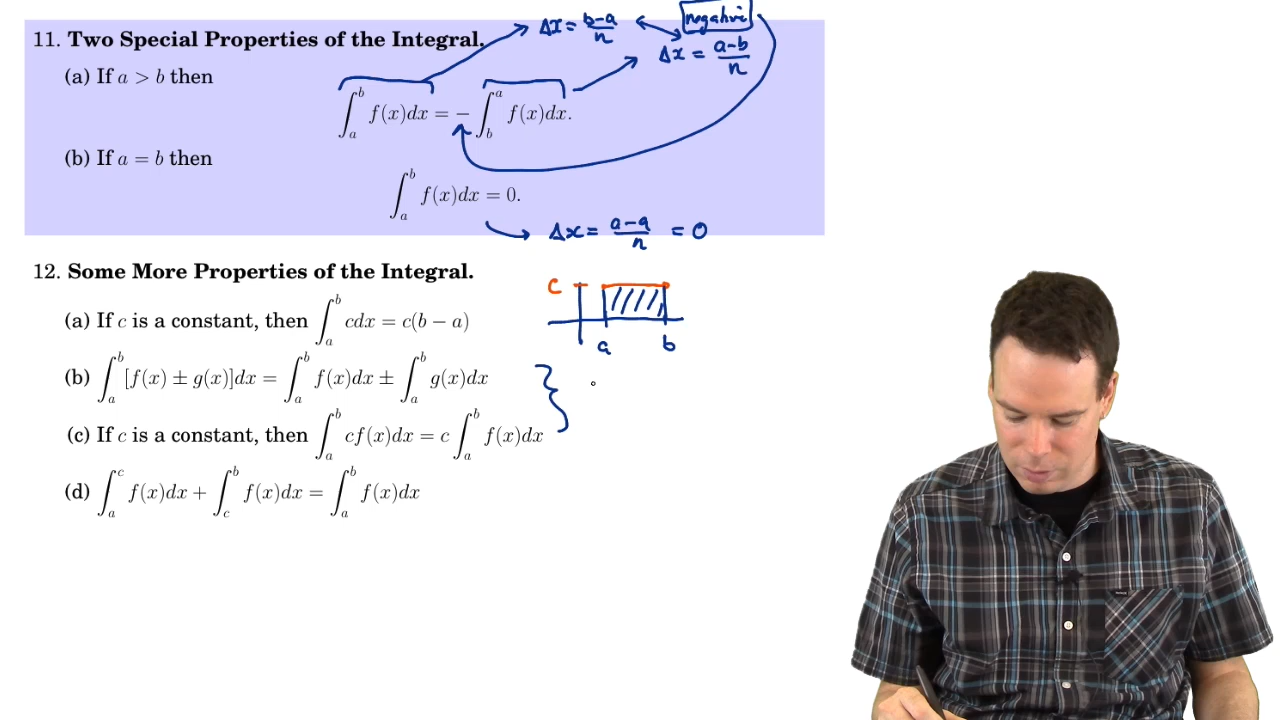 Δx = b-a/n
negative
Δx = a-b/n
11. Two Special Properties of the Integral.
(a) If a > b then
∫_a^b f(x)dx = − ∫_b^a f(x)dx.
(b) If a = b then
∫_a^b f(x)dx = 0.
Δx = a-a/n = 0
12. Some More Properties of the Integral.
c
(a) If c is a constant, then ∫_a^b cdx = c(b − a)
a b
(b) ∫_a^b [f(x) ± g(x)]dx = ∫_a^b f(x)dx ± ∫_a^b g(x)dx
(c) If c is a constant, then ∫_a^b cf(x)dx = c ∫_a^b f(x)dx
(d) ∫_a^c f(x)dx + ∫_c^b f(x)dx = ∫_a^b f(x)dx